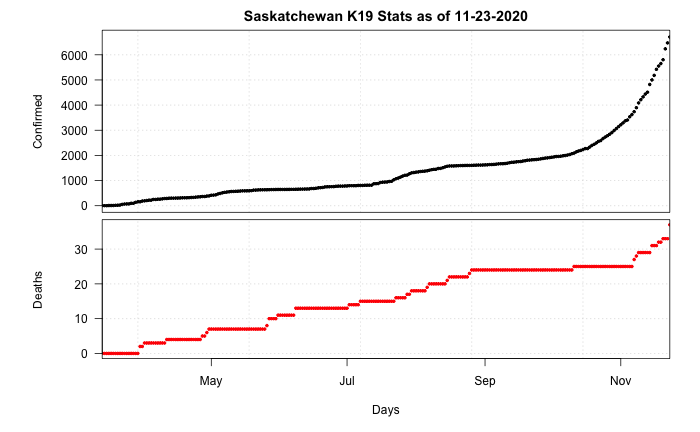 Saskatchewan K19 Stats as of 11-23-2020
Confirmed
6000
5000
4000
3000
2000
1000
0
Deaths
30
20
10
0
May Jul Sep Nov
Days